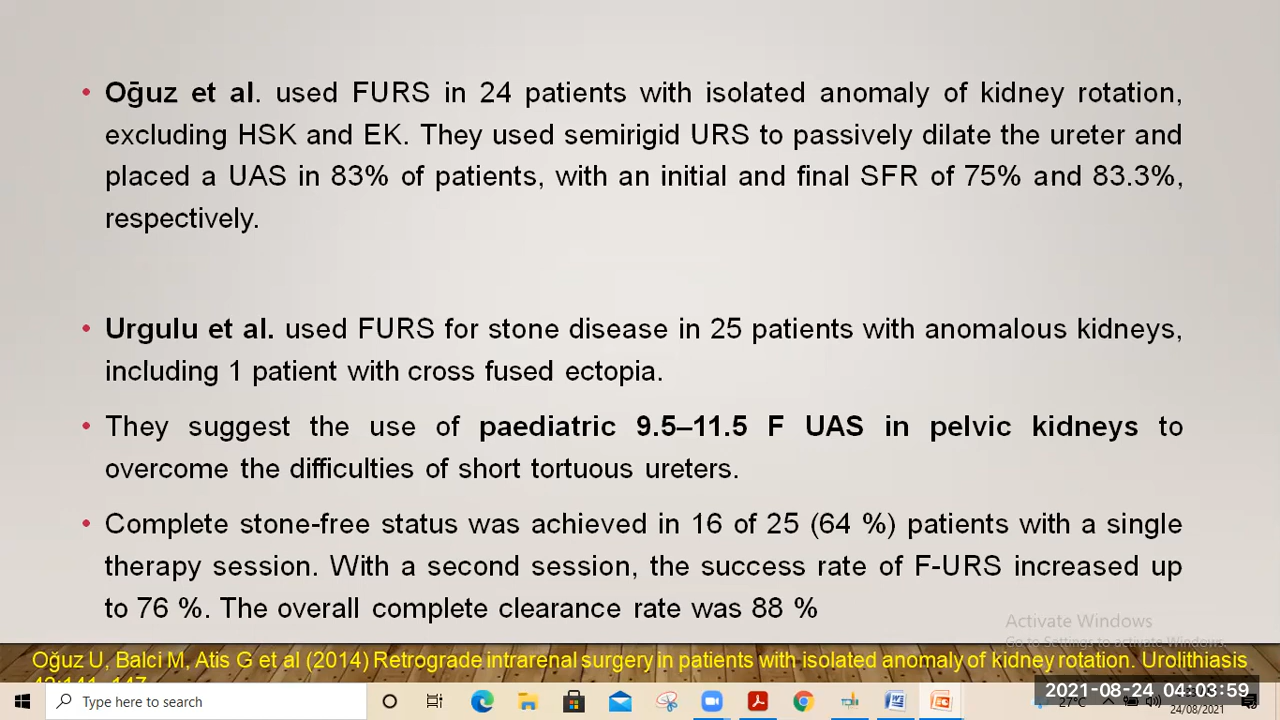 • Oğuz et al. used FURS in 24 patients with isolated anomaly of kidney rotation,
excluding HSK and EK. They used semirigid URS to passively dilate the ureter and
placed a UAS in 83% of patients, with an initial and final SFR of 75% and 83.3%,
respectively.
• Urgulu et al. used FURS for stone disease in 25 patients with anomalous kidneys,
including 1 patient with cross fused ectopia.
• They suggest the use of paediatric 9.5–11.5 F UAS in pelvic kidneys to
overcome the difficulties of short tortuous ureters.
• Complete stone-free status was achieved in 16 of 25 (64 %) patients with a single
therapy session. With a second session, the success rate of F-URS increased up
to 76 %. The overall complete clearance rate was 88 %
Activate Windows
Go to Settings to activate Windows.
Oğuz U, Balci M, Atis G et al (2014) Retrograde intrarenal surgery in patients with isolated anomaly of kidney rotation. Urolithiasis
2021-08-24 04:03:59
Type here to search
27°C
24/08/2021